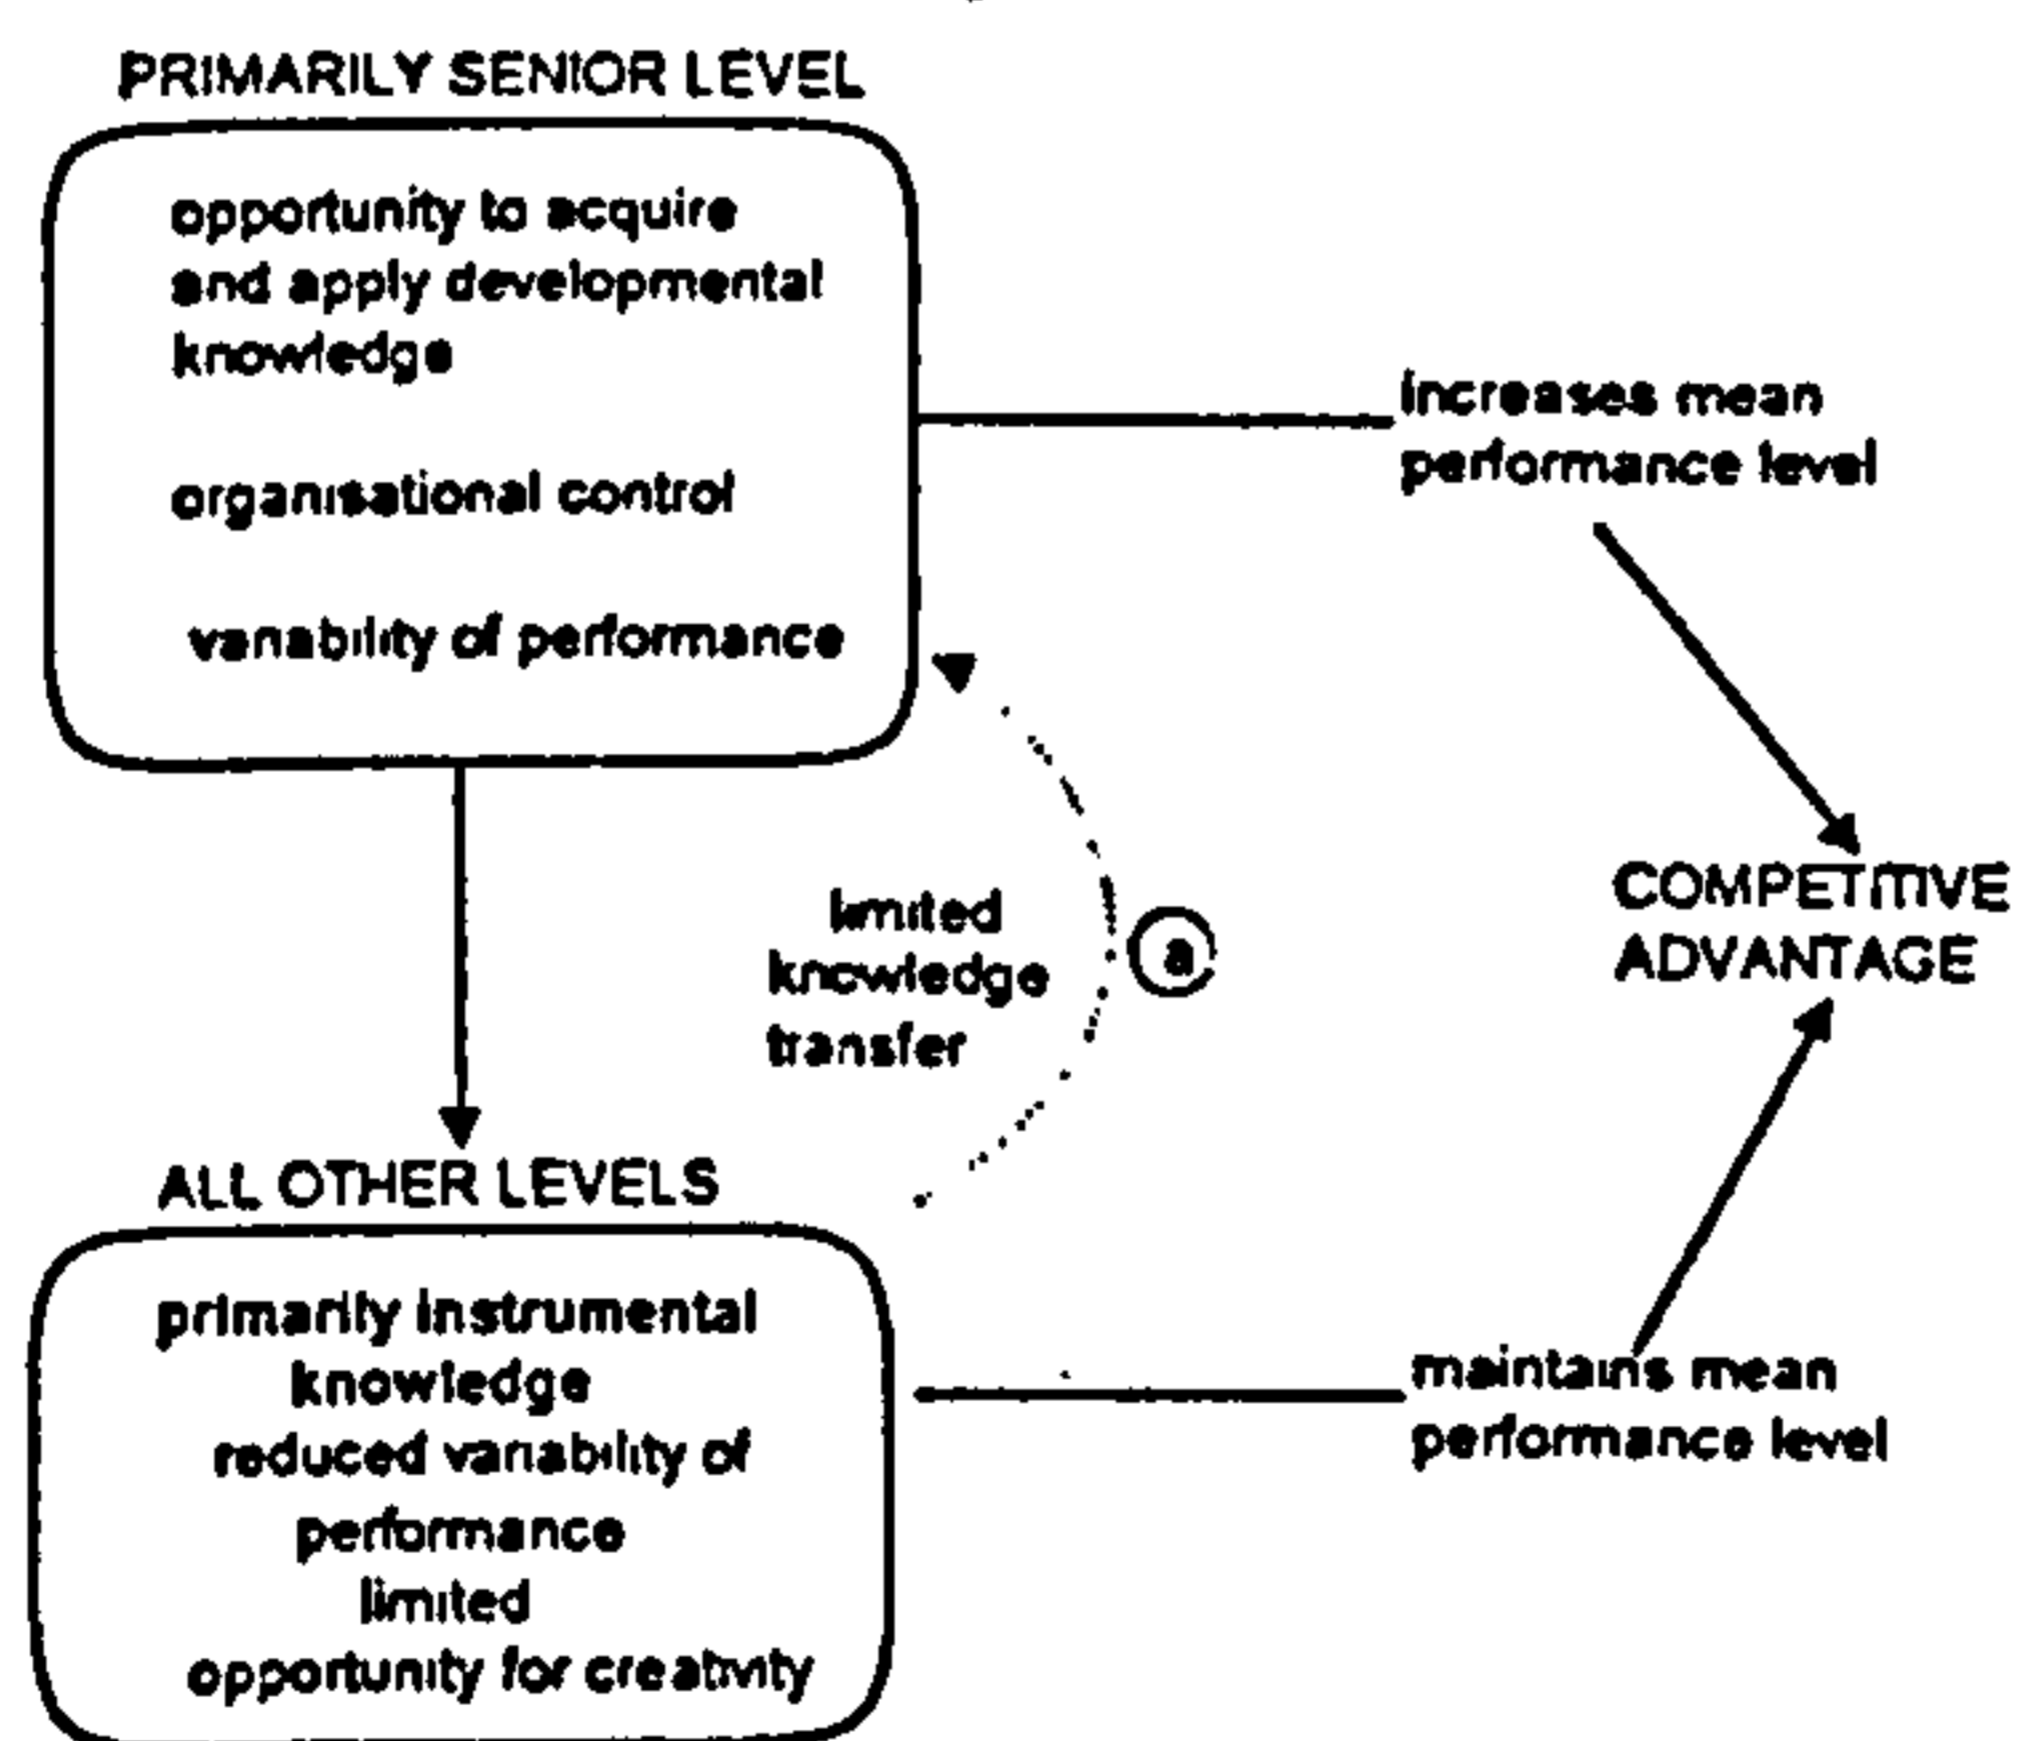 PRIMARILY SENIOR LEVEL
opportunity to acquire
and apply developmental
knowledge
organisational control
variability of performance
increases mean
performance level
limited
knowledge
transfer
a
COMPETITIVE
ADVANTAGE
ALL OTHER LEVELS
primarily instrumental
knowledge
reduced variability of
performance
limited
opportunity for creativity
maintains mean
performance level